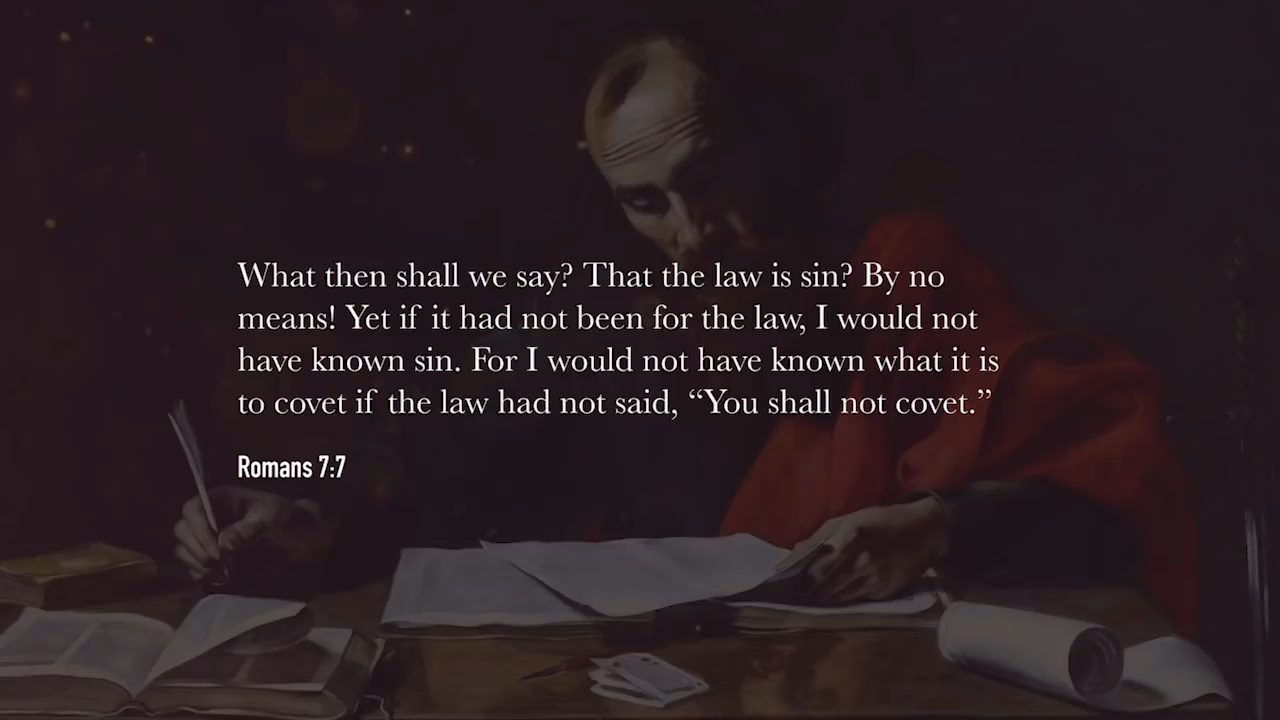 What then shall we say? That the law is sin? By no
means! Yet if it had not been for the law, I would not
have known sin. For I would not have known what it is
to covet if the law had not said, “You shall not covet.”
Romans 7:7